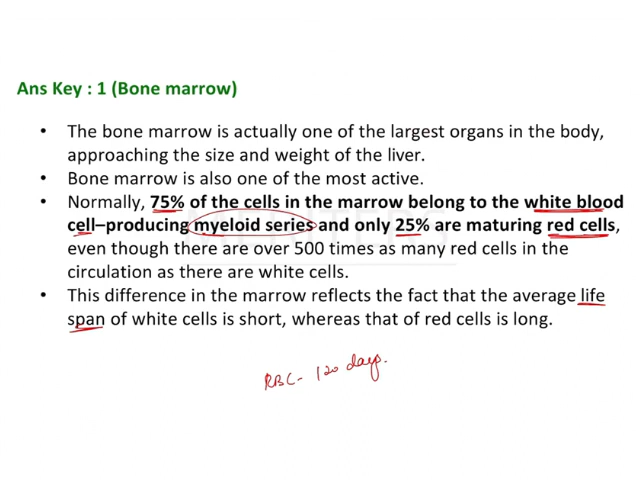 Ans Key : 1 (Bone marrow)
• The bone marrow is actually one of the largest organs in the body,
approaching the size and weight of the liver.
• Bone marrow is also one of the most active.
• Normally, 75% of the cells in the marrow belong to the white blood
cell–producing myeloid series and only 25% are maturing red cells,
even though there are over 500 times as many red cells in the
circulation as there are white cells.
• This difference in the marrow reflects the fact that the average life
span of white cells is short, whereas that of red cells is long.
RBC - 120 days.